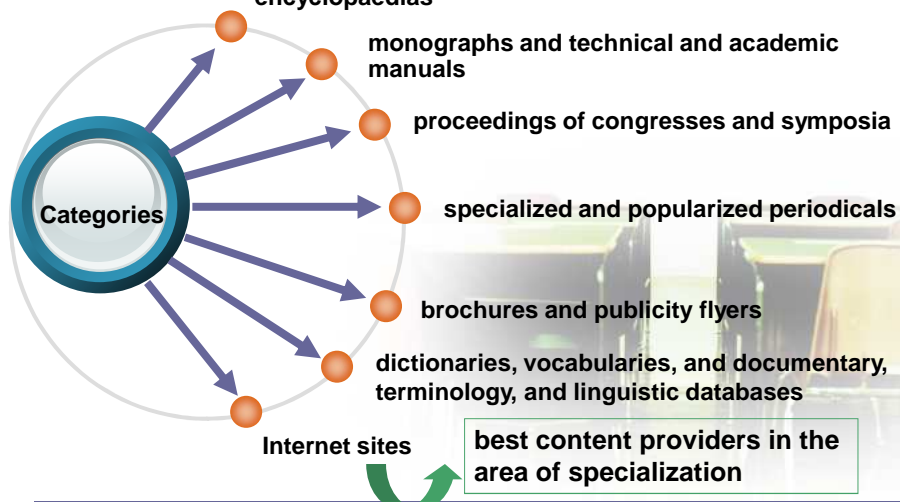 encyclopaedias
monographs and technical and academic
manuals
proceedings of congresses and symposia
Categories
specialized and popularized periodicals
brochures and publicity flyers
dictionaries, vocabularies, and documentary,
terminology, and linguistic databases
Internet sites
best content providers in the
area of specialization